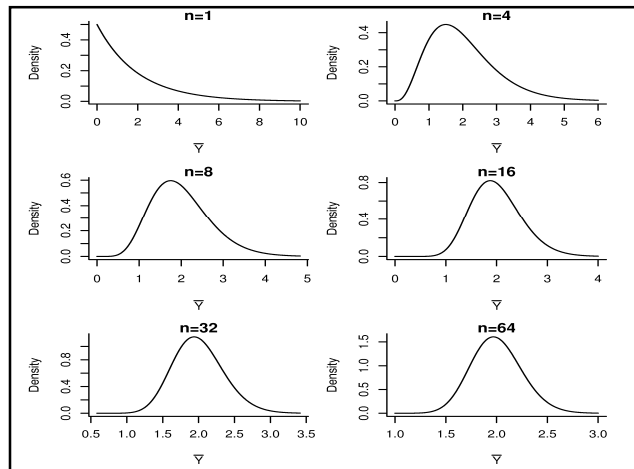 n=1
Density
0.0 0.2 0.4
0 2 4 6 8 10
Y̅
n=4
Density
0.0 0.2 0.4
0 1 2 3 4 5 6
Y̅
n=8
Density
0.0 0.2 0.4 0.6
0 1 2 3 4 5
Y̅
n=16
Density
0.0 0.4 0.8
0 1 2 3 4
Y̅
n=32
Density
0.0 0.4 0.8
0.5 1.0 1.5 2.0 2.5 3.0 3.5
Y̅
n=64
Density
0.0 0.5 1.0 1.5
1.0 1.5 2.0 2.5 3.0
Y̅